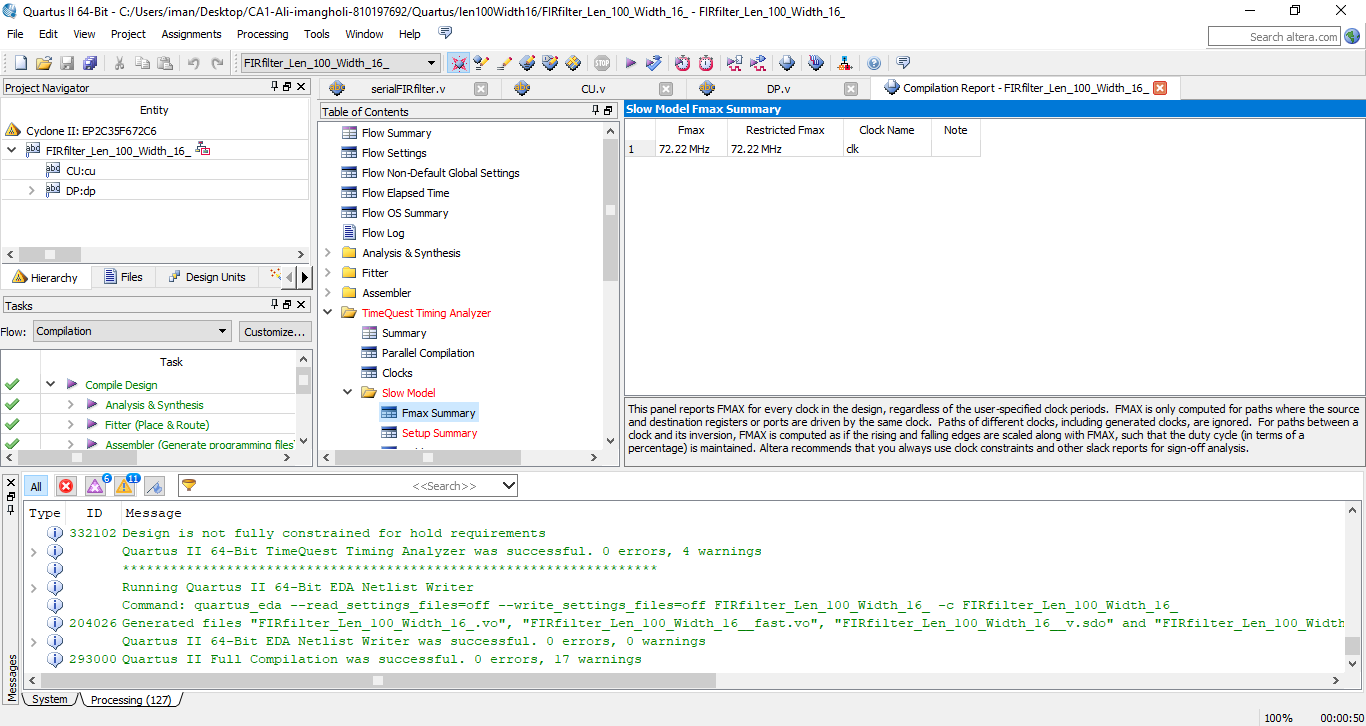 Quartus II 64-Bit - C:/Users/iman/Desktop/CA1-Ali-imangholi-810197692/Quartus/len100Width16/FIRfilter_Len_100_Width_16_ - FIRfilter_Len_100_Width_16_
File Edit View Project Assignments Processing Tools Window Help
Search altera.com
FIRfilter_Len_100_Width_16_
STOP
Project Navigator
Entity
Cyclone II: EP2C35F672C6
abc FIRfilter_Len_100_Width_16_
abc CU:cu
abc DP:dp
Hierarchy Files Design Units
Tasks
Flow: Compilation Customize...
Task
Compile Design
Analysis & Synthesis
Fitter (Place & Route)
Assembler (Generate programming files
serialFIRfilter.v CU.v DP.v Compilation Report - FIRfilter_Len_100_Width_16_
Table of Contents
Flow Summary
Flow Settings
Flow Non-Default Global Settings
Flow Elapsed Time
Flow OS Summary
Flow Log
Analysis & Synthesis
Fitter
Assembler
TimeQuest Timing Analyzer
Summary
Parallel Compilation
Clocks
Slow Model
Fmax Summary
Setup Summary
Slow Model Fmax Summary
Fmax Restricted Fmax Clock Name Note
1 72.22 MHz 72.22 MHz clk
This panel reports FMAX for every clock in the design, regardless of the user-specified clock periods. FMAX is only computed for paths where the source
and destination registers or ports are driven by the same clock. Paths of different clocks, including generated clocks, are ignored. For paths between a
clock and its inversion, FMAX is computed as if the rising and falling edges are scaled along with FMAX, such that the duty cycle (in terms of a
percentage) is maintained. Altera recommends that you always use clock constraints and other slack reports for sign-off analysis.
All 6 11 <<Search>>
Type ID Message
332102 Design is not fully constrained for hold requirements
Quartus II 64-Bit TimeQuest Timing Analyzer was successful. 0 errors, 4 warnings
*******************************************************************
Running Quartus II 64-Bit EDA Netlist Writer
Command: quartus_eda --read_settings_files=off --write_settings_files=off FIRfilter_Len_100_Width_16_ -c FIRfilter_Len_100_Width_16_
204026 Generated files "FIRfilter_Len_100_Width_16_.vo", "FIRfilter_Len_100_Width_16__fast.vo", "FIRfilter_Len_100_Width_16__v.sdo" and "FIRfilter_Len_100_Width
Quartus II 64-Bit EDA Netlist Writer was successful. 0 errors, 0 warnings
293000 Quartus II Full Compilation was successful. 0 errors, 17 warnings
Messages
System Processing (127)
100% 00:00:50